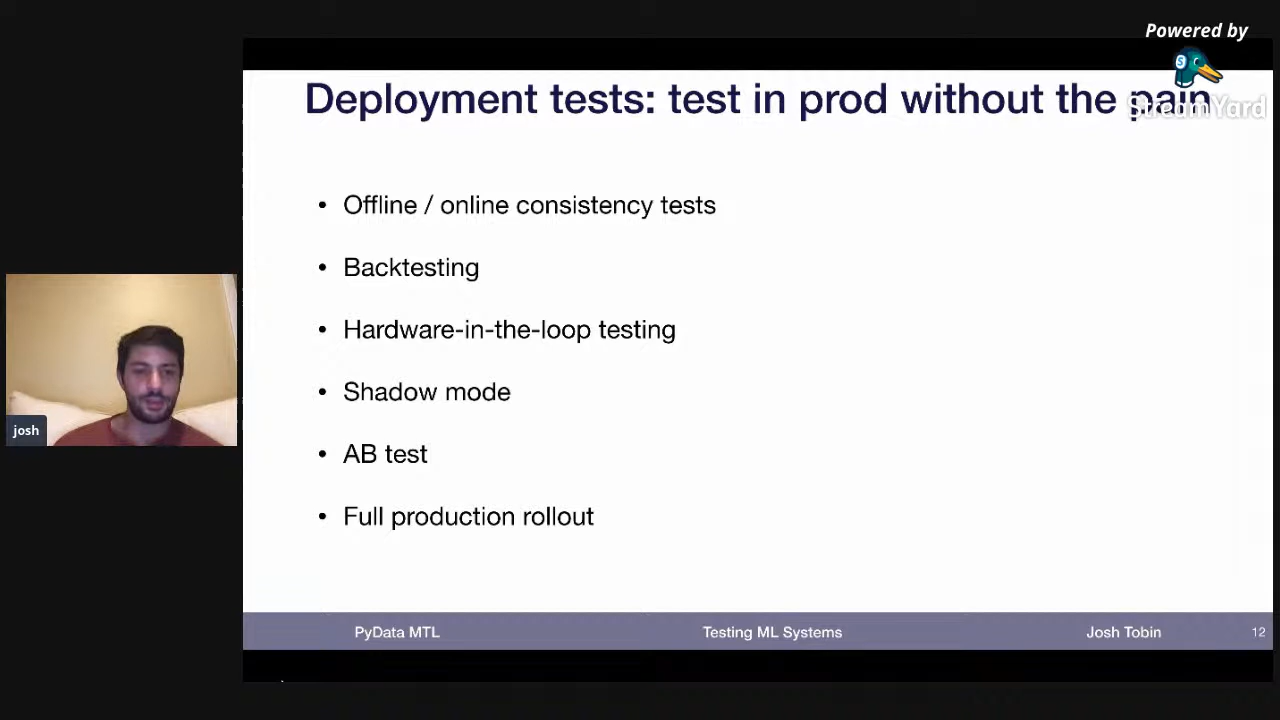 Powered by
StreamYard
Deployment tests: test in prod without the pain
• Offline / online consistency tests
• Backtesting
• Hardware-in-the-loop testing
• Shadow mode
• AB test
• Full production rollout
josh
PyData MTL
Testing ML Systems
Josh Tobin
12